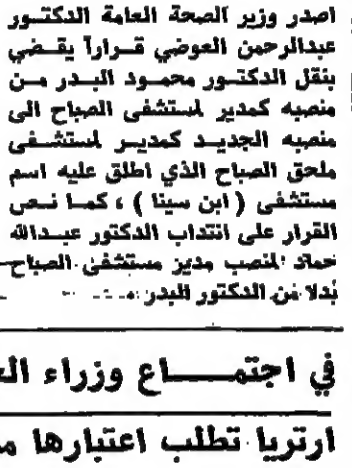 اصدر وزير الصحة العامة الدكتور
عبدالرحمن العوضي قراراً يقضي
بنقل الدكتور محمود البدر من
منصبه كمدير لمستشفى الصباح الى
منصبه الجديد كمدير لمستشفى
ملحق الصباح الذي اطلق عليه اسم
مستشفى ( ابن سينا ) ، كما نص
القرار على انتداب الدكتور عبدالله
حماد لمنصب مدير مستشفى الصباح
بدلا من الدكتور البدر .
في اجتماع وزراء
ارتريا تطلب اعتبارها